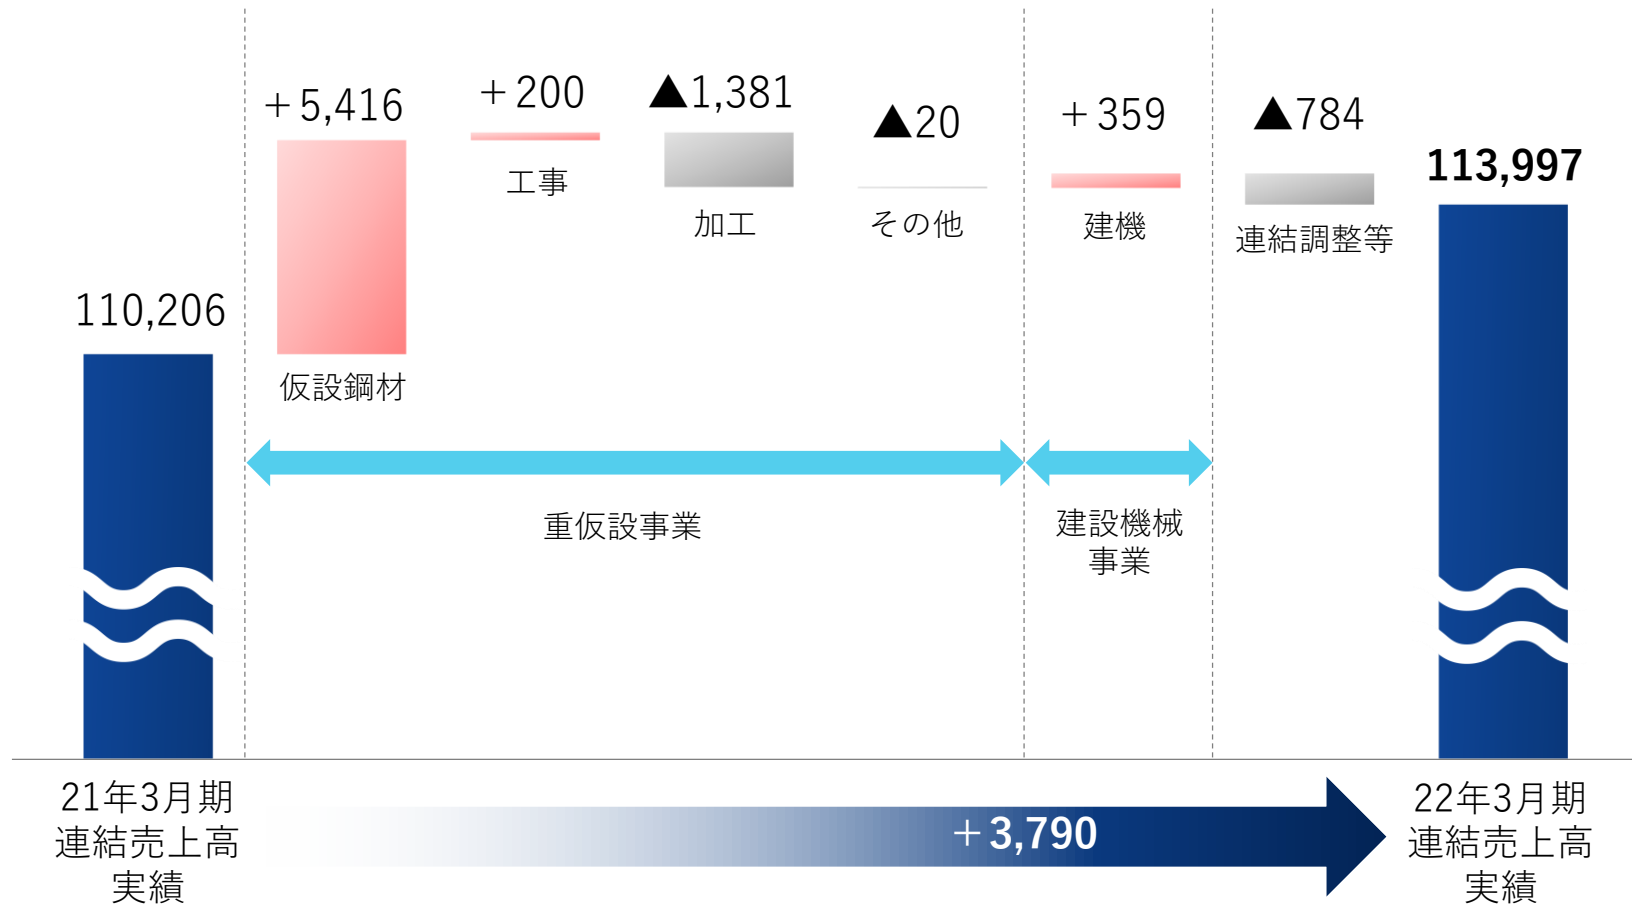 110,206
＋5,416
仮設鋼材
＋200
工事
▲1,381
加工
▲20
その他
＋359
建機
▲784
連結調整等
113,997
重仮設事業
建設機械
事業
21年3月期
連結売上高
実績
＋3,790
22年3月期
連結売上高
実績